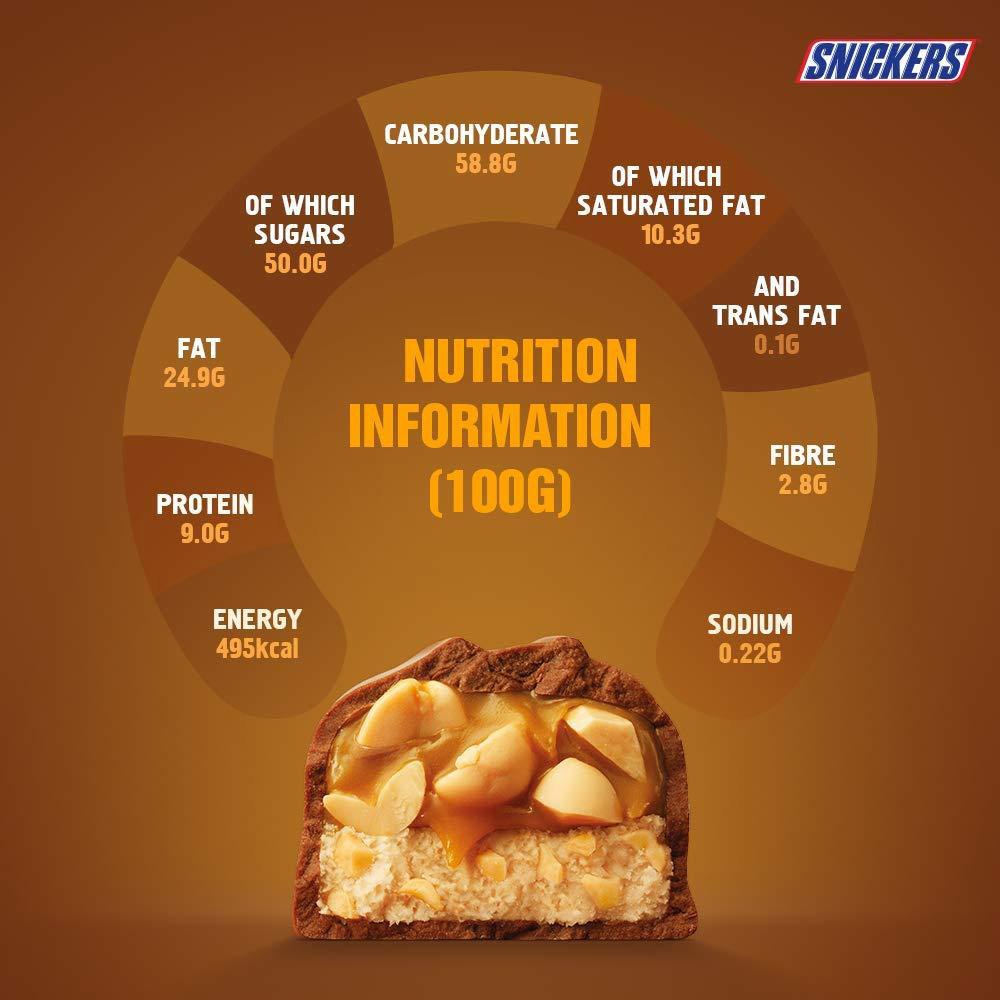 SNICKERS
CARBOHYDERATE
58.8G
OF WHICH
SATURATED FAT
10.3G
OF WHICH
SUGARS
50.0G
AND
TRANS FAT
0.1G
FAT
24.9G
NUTRITION
INFORMATION
(100G)
FIBRE
2.8G
PROTEIN
9.0G
ENERGY
495kcal
SODIUM
0.22G